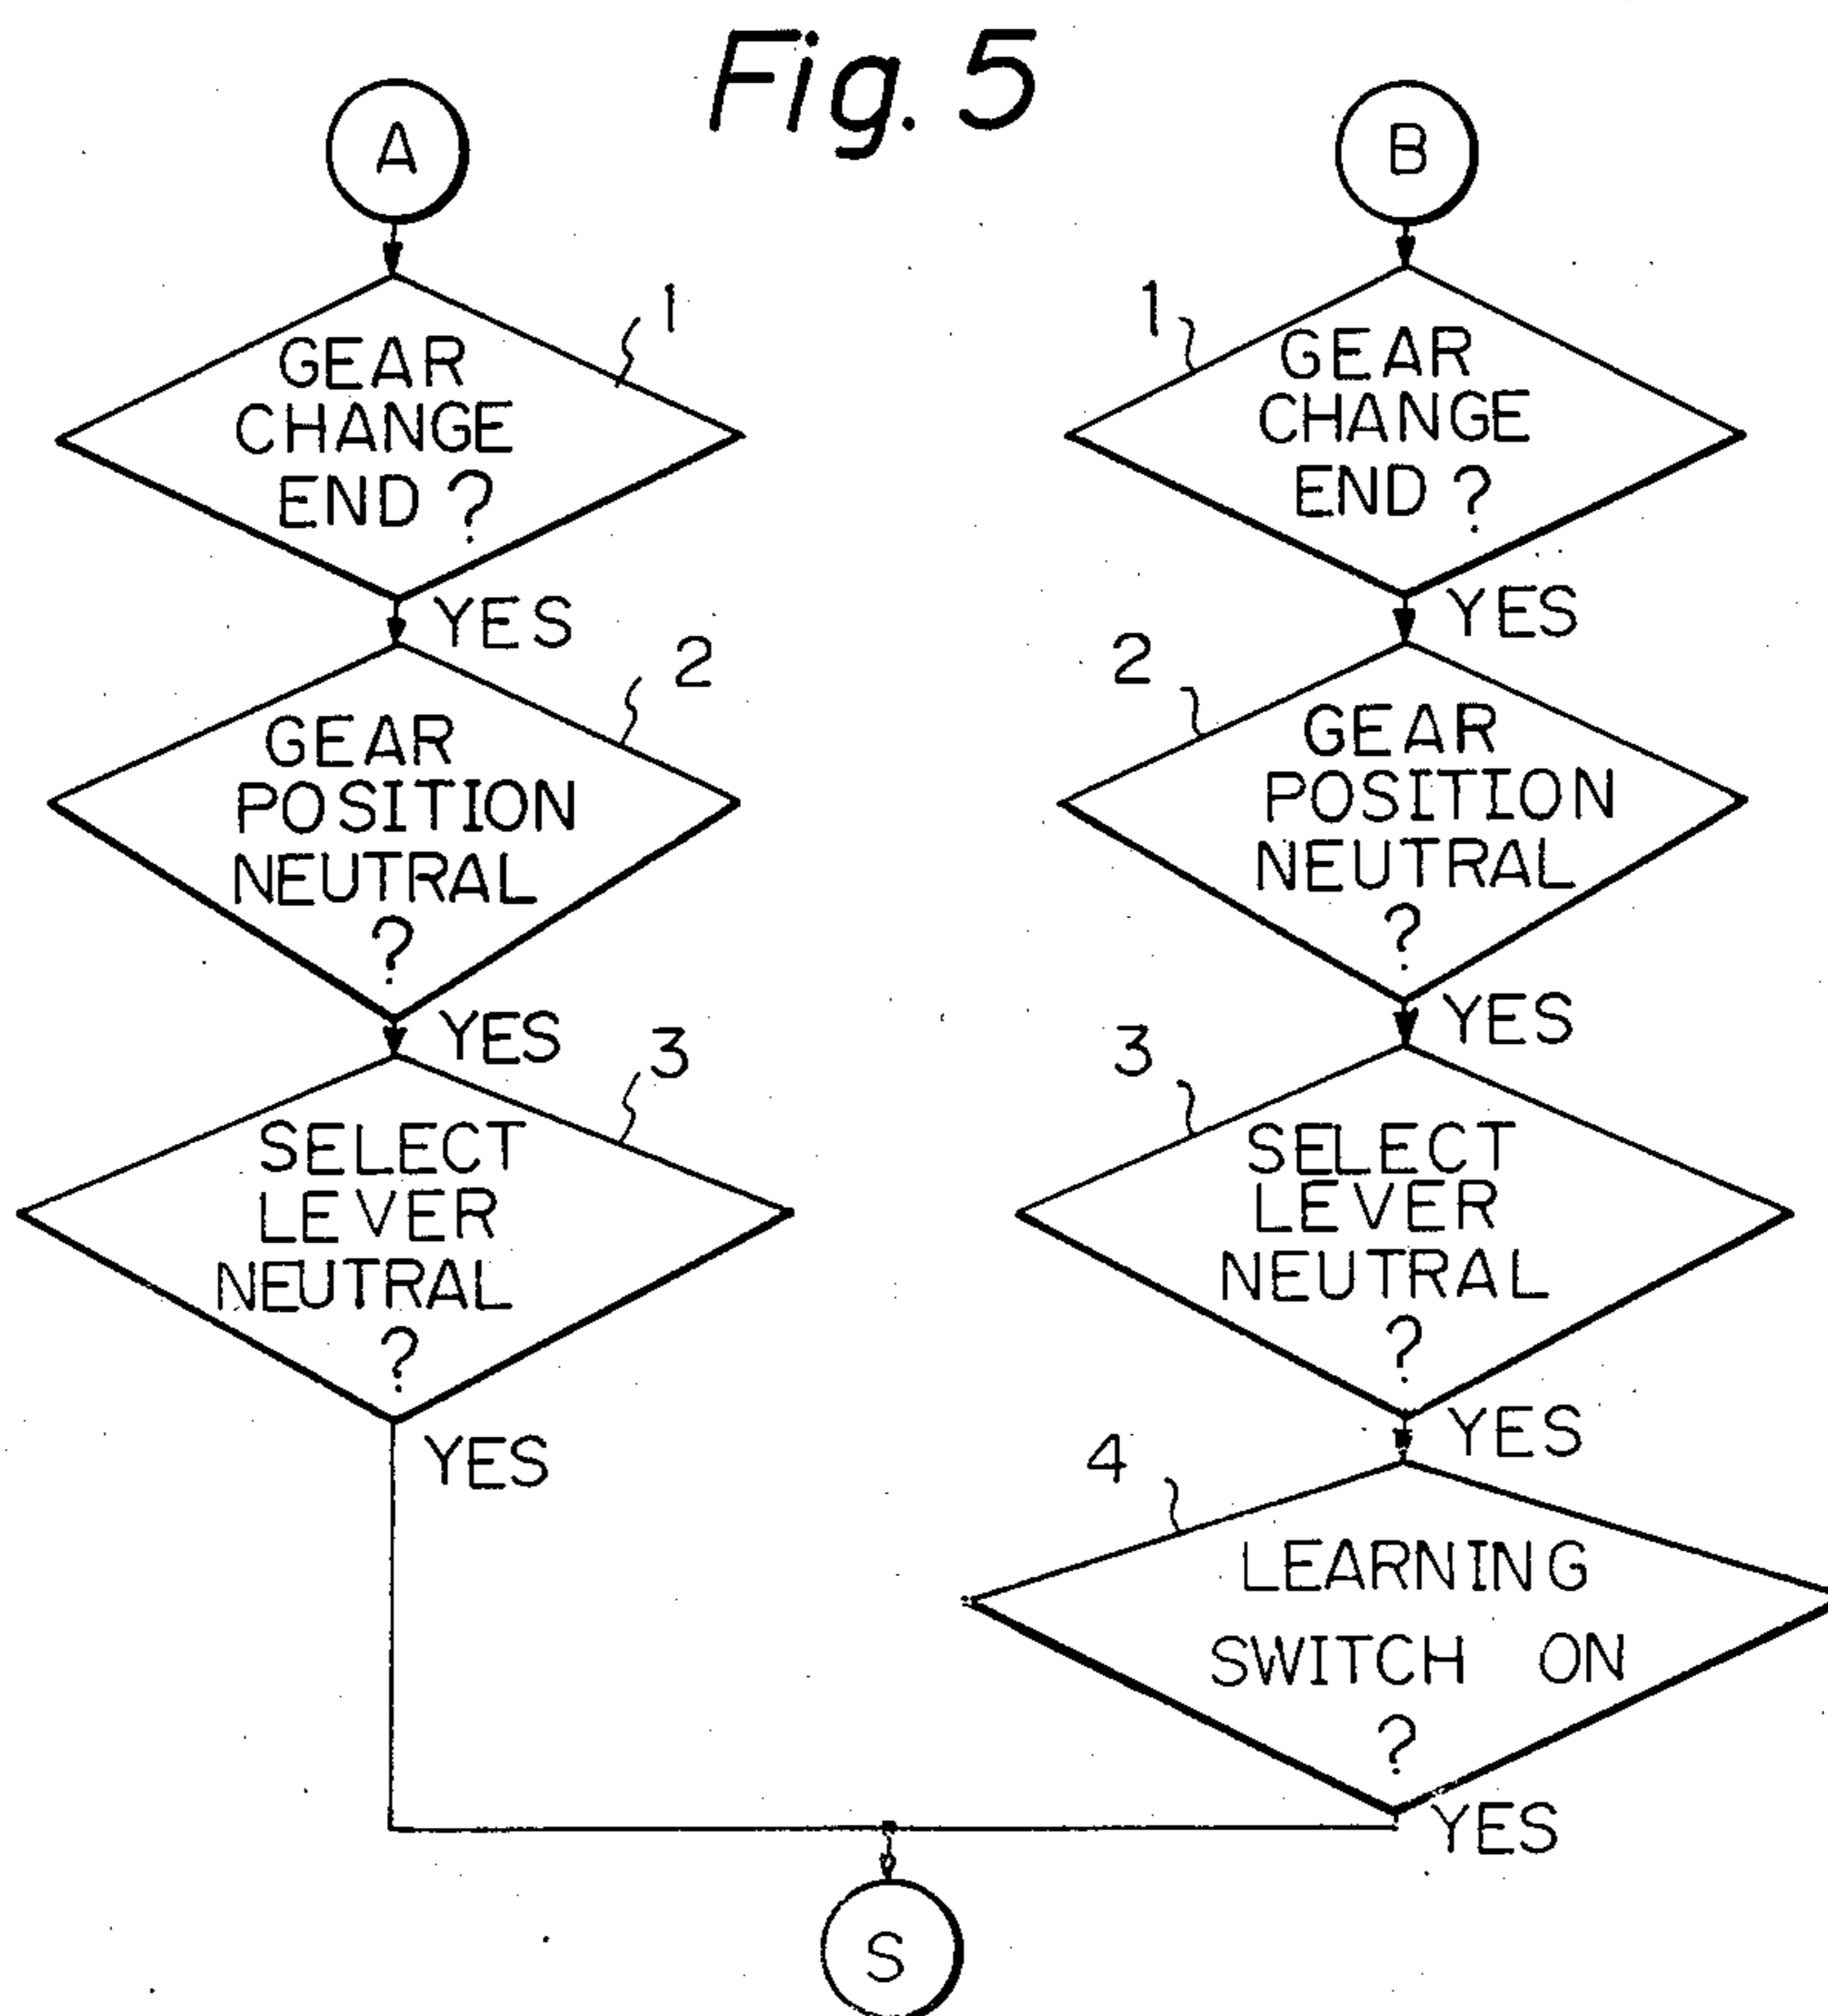 Fig. 5
A
1
GEAR
CHANGE
END ?
YES
2
GEAR
POSITION
NEUTRAL
?
YES
3
SELECT
LEVER
NEUTRAL
?
YES
B
1
GEAR
CHANGE
END ?
YES
2
GEAR
POSITION
NEUTRAL
?
YES
3
SELECT
LEVER
NEUTRAL
?
YES
4
LEARNING
SWITCH ON
?
YES
S